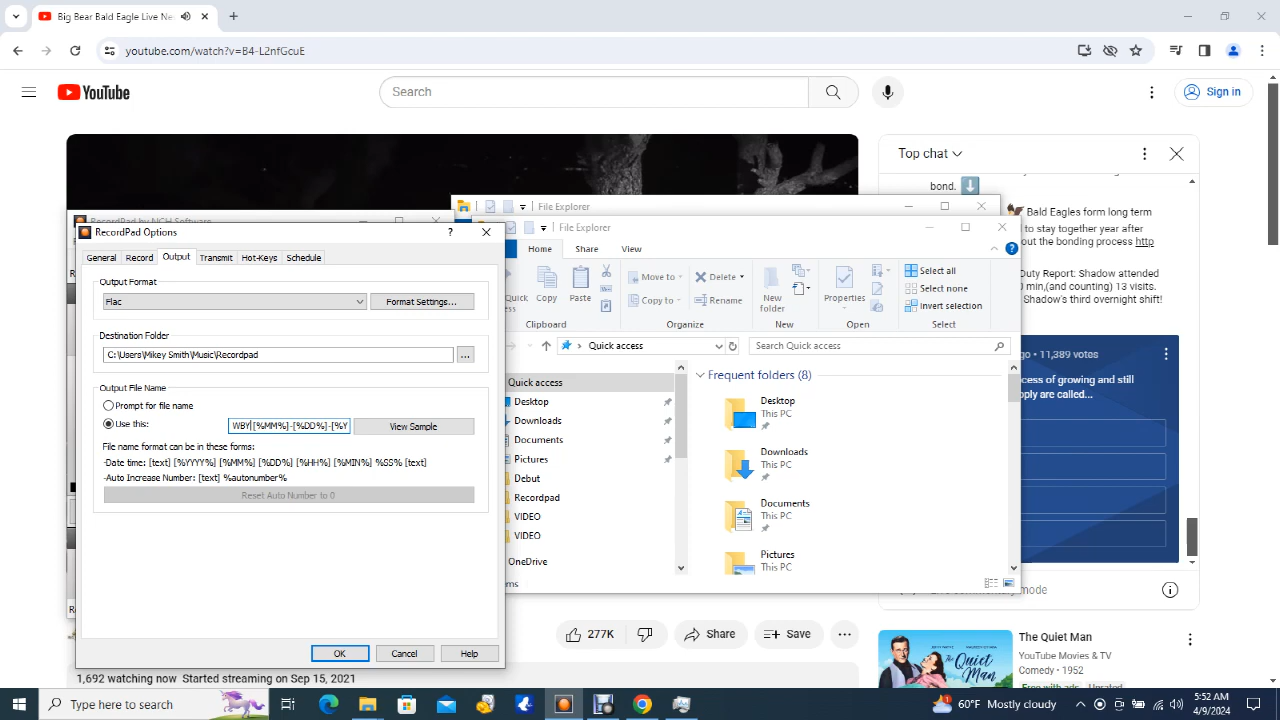 Big Bear Bald Eagle Live Ne
youtube.com/watch?v=B4-L2nfGcuE
YouTube
Search
Sign in
Top chat
bond. ⬇️
🦅 Bald Eagles form long term
to stay together year after
out the bonding process http
Duty Report: Shadow attended
0 min,(and counting) 13 visits.
Shadow's third overnight shift!
go • 11,389 votes
cess of growing and still
pply are called...
mode
The Quiet Man
YouTube Movies & TV
Comedy • 1952
Free with ads
Unrated
277K
Share
Save
1,692 watching now Started streaming on Sep 15, 2021
RecordPad by NCH Software
RecordPad Options
General
Record
Output
Transmit
Hot-Keys
Schedule
Output Format
Flac
Format Settings...
Destination Folder
C:\Users\Mikey Smith\Music\Recordpad
...
Output File Name
Prompt for file name
Use this:
WBY[%MM%]-[%DD%]-[%Y
View Sample
File name format can be in these forms:
-Date time: [text] [%YYYY%] [%MM%] [%DD%] [%HH%] [%MIN%] %SS% [text]
-Auto Increase Number: [text] %autonumber%
Reset Auto Number to 0
OK
Cancel
Help
File Explorer
File Explorer
Home
Share
View
Quick
ess
Copy
Paste
Clipboard
Move to
Copy to
Delete
Rename
Organize
New
folder
New
Properties
Open
Select all
Select none
Invert selection
Select
Quick access
Search Quick access
Quick access
Desktop
Downloads
Documents
Pictures
Debut
Recordpad
VIDEO
VIDEO
OneDrive
ems
Frequent folders (8)
Desktop
This PC
Downloads
This PC
Documents
This PC
Pictures
This PC
Type here to search
60°F Mostly cloudy
5:52 AM
4/9/2024